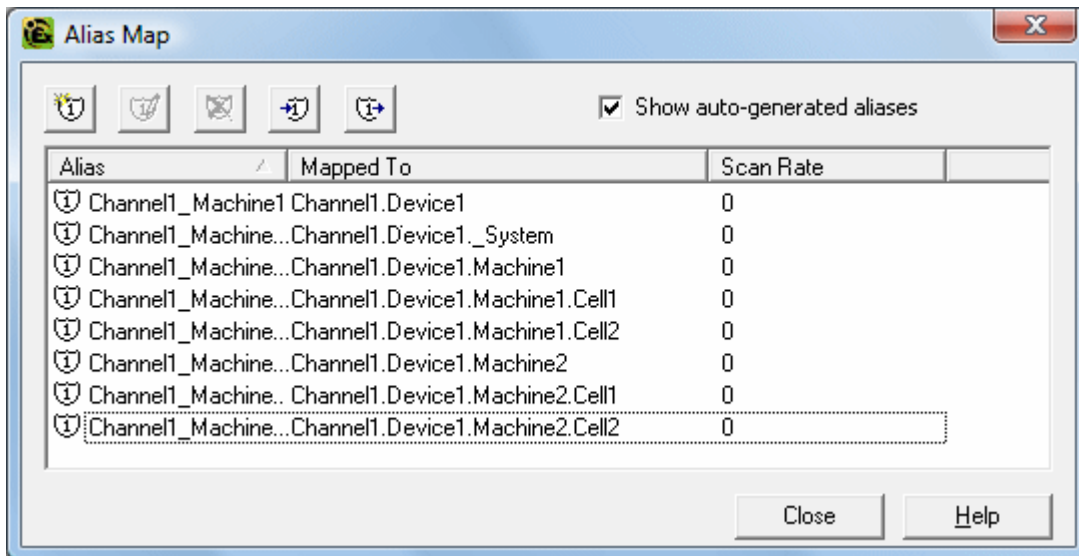 Alias Map
Show auto-generated aliases
Alias Mapped To Scan Rate
Channel1_Machine1 Channel1.Device1 0
Channel1_Machine... Channel1.Device1._System 0
Channel1_Machine... Channel1.Device1.Machine1 0
Channel1_Machine... Channel1.Device1.Machine1.Cell1 0
Channel1_Machine... Channel1.Device1.Machine1.Cell2 0
Channel1_Machine... Channel1.Device1.Machine2 0
Channel1_Machine.. Channel1.Device1.Machine2.Cell1 0
Channel1_Machine... Channel1.Device1.Machine2.Cell2 0
Close Help